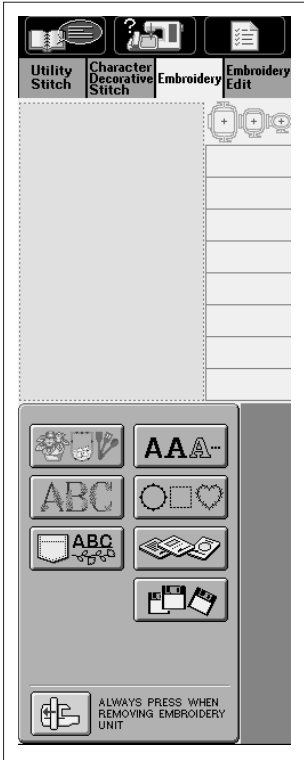 ?
Utility
Stitch
Character
Decorative
Stitch
Embroidery
Embroidery
Edit
AAA
ABC
ABC
ALWAYS PRESS WHEN
REMOVING EMBROIDERY
UNIT